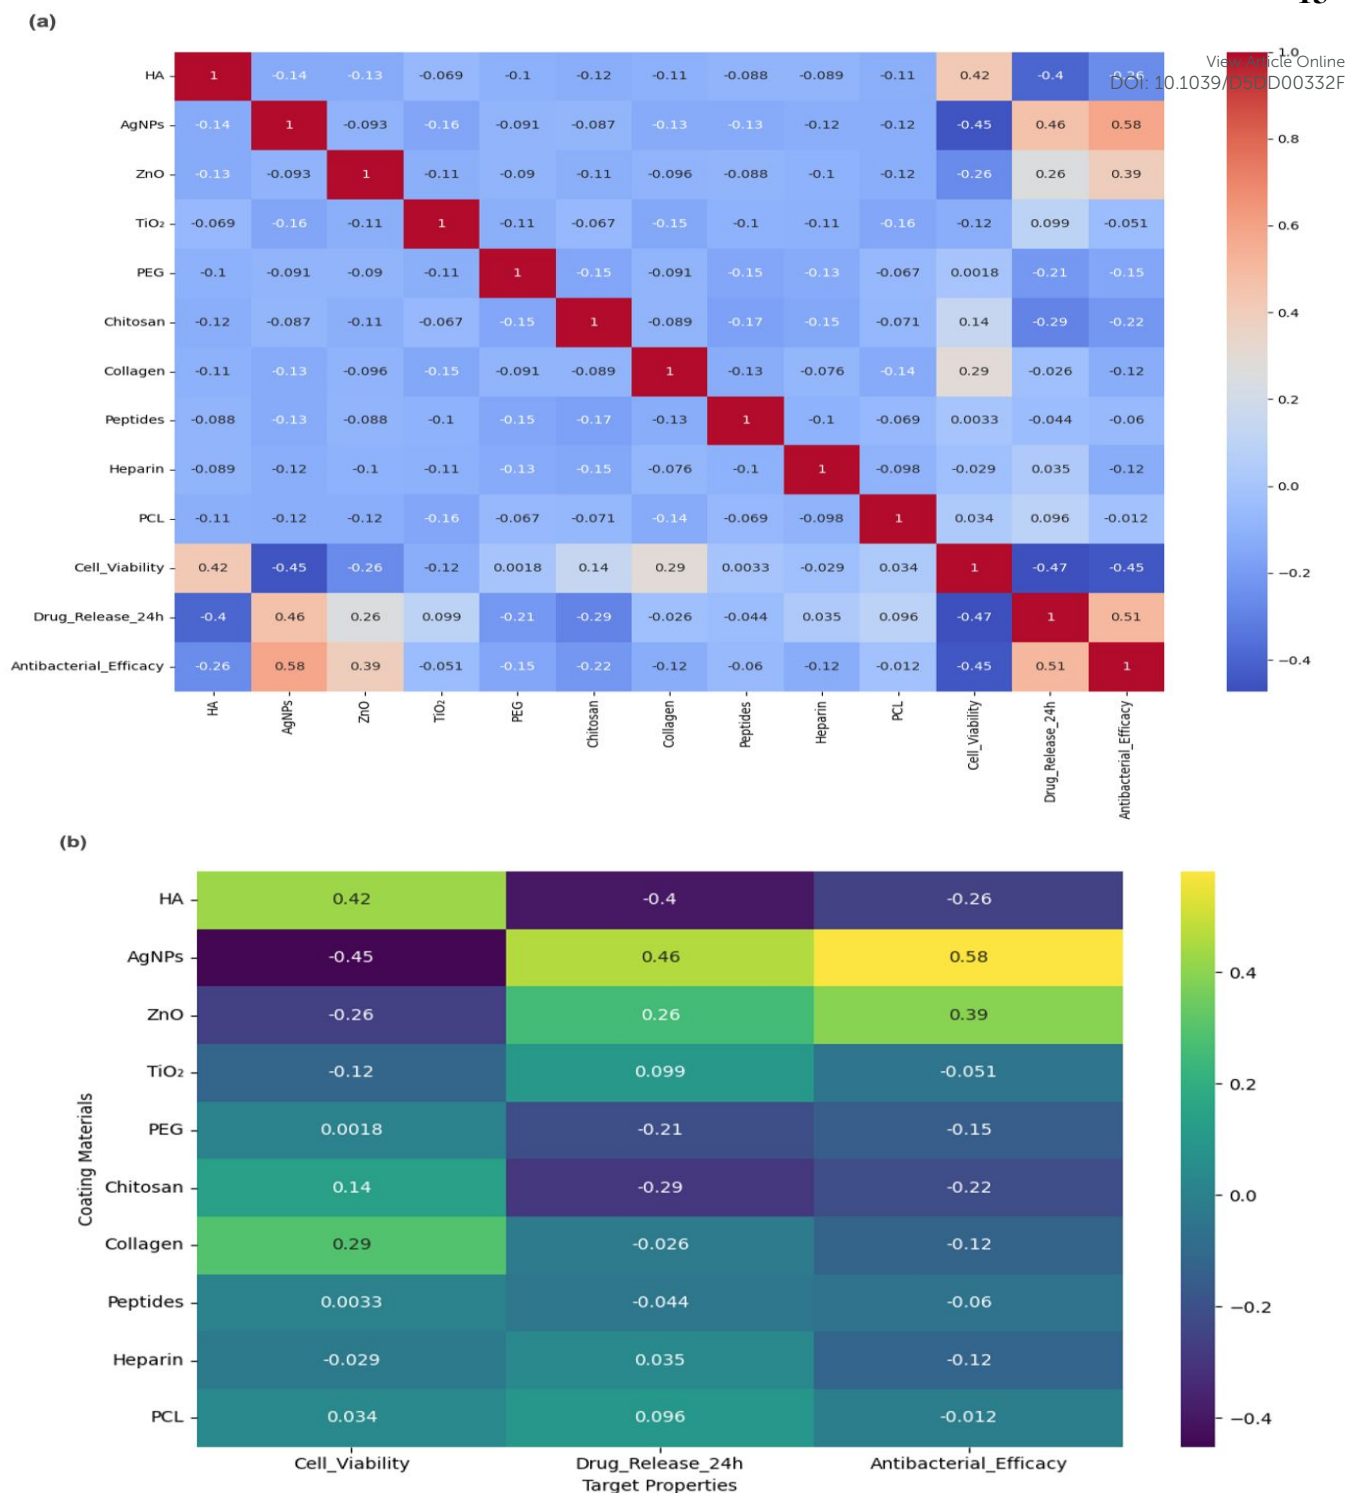 (a)
View Article Online
DOI: 10.1039/D5DD00332F
HA 1 -0.14 -0.13 -0.069 -0.1 -0.12 -0.11 -0.088 -0.089 -0.11 0.42 -0.4 -0.26
AgNPs -0.14 1 -0.093 -0.16 -0.091 -0.087 -0.13 -0.13 -0.12 -0.12 -0.45 0.46 0.58
ZnO -0.13 -0.093 1 -0.11 -0.09 -0.11 -0.096 -0.088 -0.1 -0.12 -0.26 0.26 0.39
TiO₂ -0.069 -0.16 -0.11 1 -0.11 -0.067 -0.15 -0.1 -0.11 -0.16 -0.12 0.099 -0.051
PEG -0.1 -0.091 -0.09 -0.11 1 -0.15 -0.091 -0.15 -0.13 -0.067 0.0018 -0.21 -0.15
Chitosan -0.12 -0.087 -0.11 -0.067 -0.15 1 -0.089 -0.17 -0.15 -0.071 0.14 -0.29 -0.22
Collagen -0.11 -0.13 -0.096 -0.15 -0.091 -0.089 1 -0.13 -0.076 -0.14 0.29 -0.026 -0.12
Peptides -0.088 -0.13 -0.088 -0.1 -0.15 -0.17 -0.13 1 -0.1 -0.069 0.0033 -0.044 -0.06
Heparin -0.089 -0.12 -0.1 -0.11 -0.13 -0.15 -0.076 -0.1 1 -0.098 -0.029 0.035 -0.12
PCL -0.11 -0.12 -0.12 -0.16 -0.067 -0.071 -0.14 -0.069 -0.098 1 0.034 0.096 -0.012
Cell_Viability 0.42 -0.45 -0.26 -0.12 0.0018 0.14 0.29 0.0033 -0.029 0.034 1 -0.47 -0.45
Drug_Release_24h -0.4 0.46 0.26 0.099 -0.21 -0.29 -0.026 -0.044 0.035 0.096 -0.47 1 0.51
Antibacterial_Efficacy -0.26 0.58 0.39 -0.051 -0.15 -0.22 -0.12 -0.06 -0.12 -0.012 -0.45 0.51 1
HA AgNPs ZnO TiO₂ PEG Chitosan Collagen Peptides Heparin PCL Cell_Viability Drug_Release_24h Antibacterial_Efficacy
1.0
0.8
0.6
0.4
0.2
0.0
−0.2
−0.4
(b)
Coating Materials
HA 0.42 -0.4 -0.26
AgNPs -0.45 0.46 0.58
ZnO -0.26 0.26 0.39
TiO₂ -0.12 0.099 -0.051
PEG 0.0018 -0.21 -0.15
Chitosan 0.14 -0.29 -0.22
Collagen 0.29 -0.026 -0.12
Peptides 0.0033 -0.044 -0.06
Heparin -0.029 0.035 -0.12
PCL 0.034 0.096 -0.012
Cell_Viability Drug_Release_24h Antibacterial_Efficacy
Target Properties
0.4
0.2
0.0
−0.2
−0.4